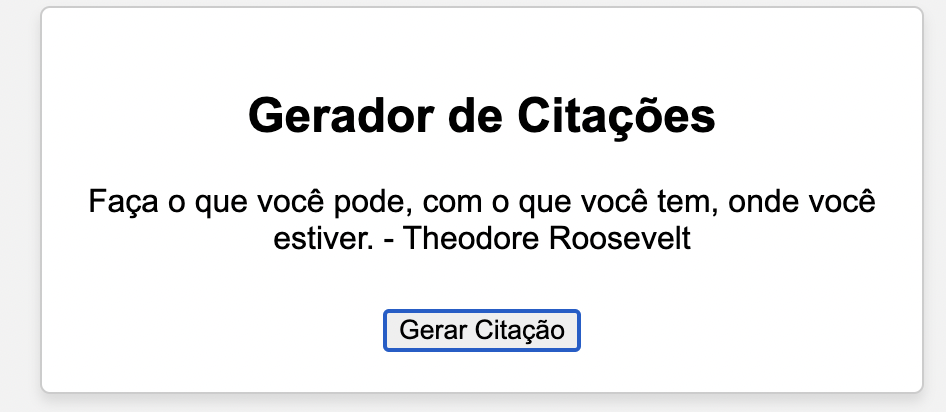 Gerador de Citações
Faça o que você pode, com o que você tem, onde você
estiver. - Theodore Roosevelt
Gerar Citação